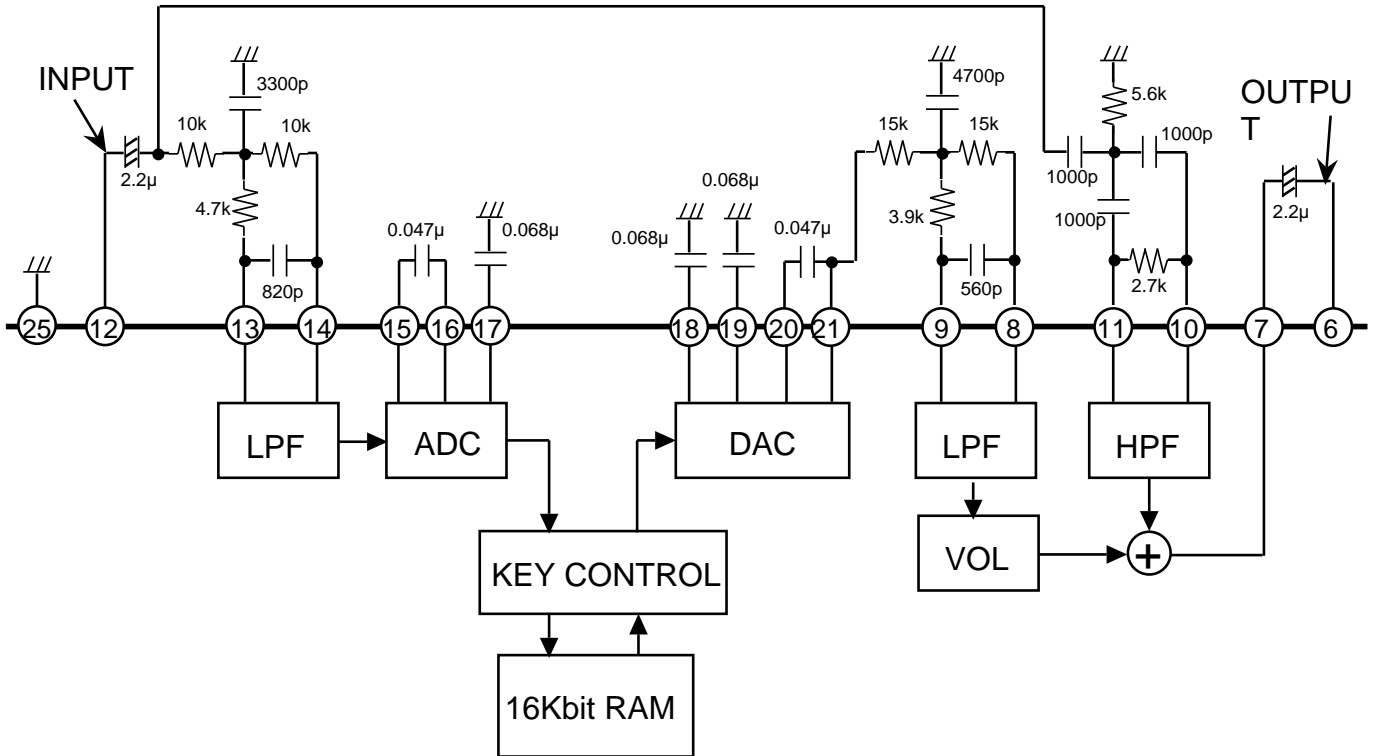 INPUT
2.2µ
10k
3300p
10k
4.7k
820p
0.047µ
0.068µ
0.068µ
0.068µ
0.047µ
15k
4700p
15k
3.9k
560p
5.6k
1000p
1000p
1000p
2.7k
OUTPU
T
2.2µ
25 12 13 14 15 16 17 18 19 20 21 9 8 11 10 7 6
LPF ADC DAC LPF HPF
VOL +
KEY CONTROL
16Kbit RAM